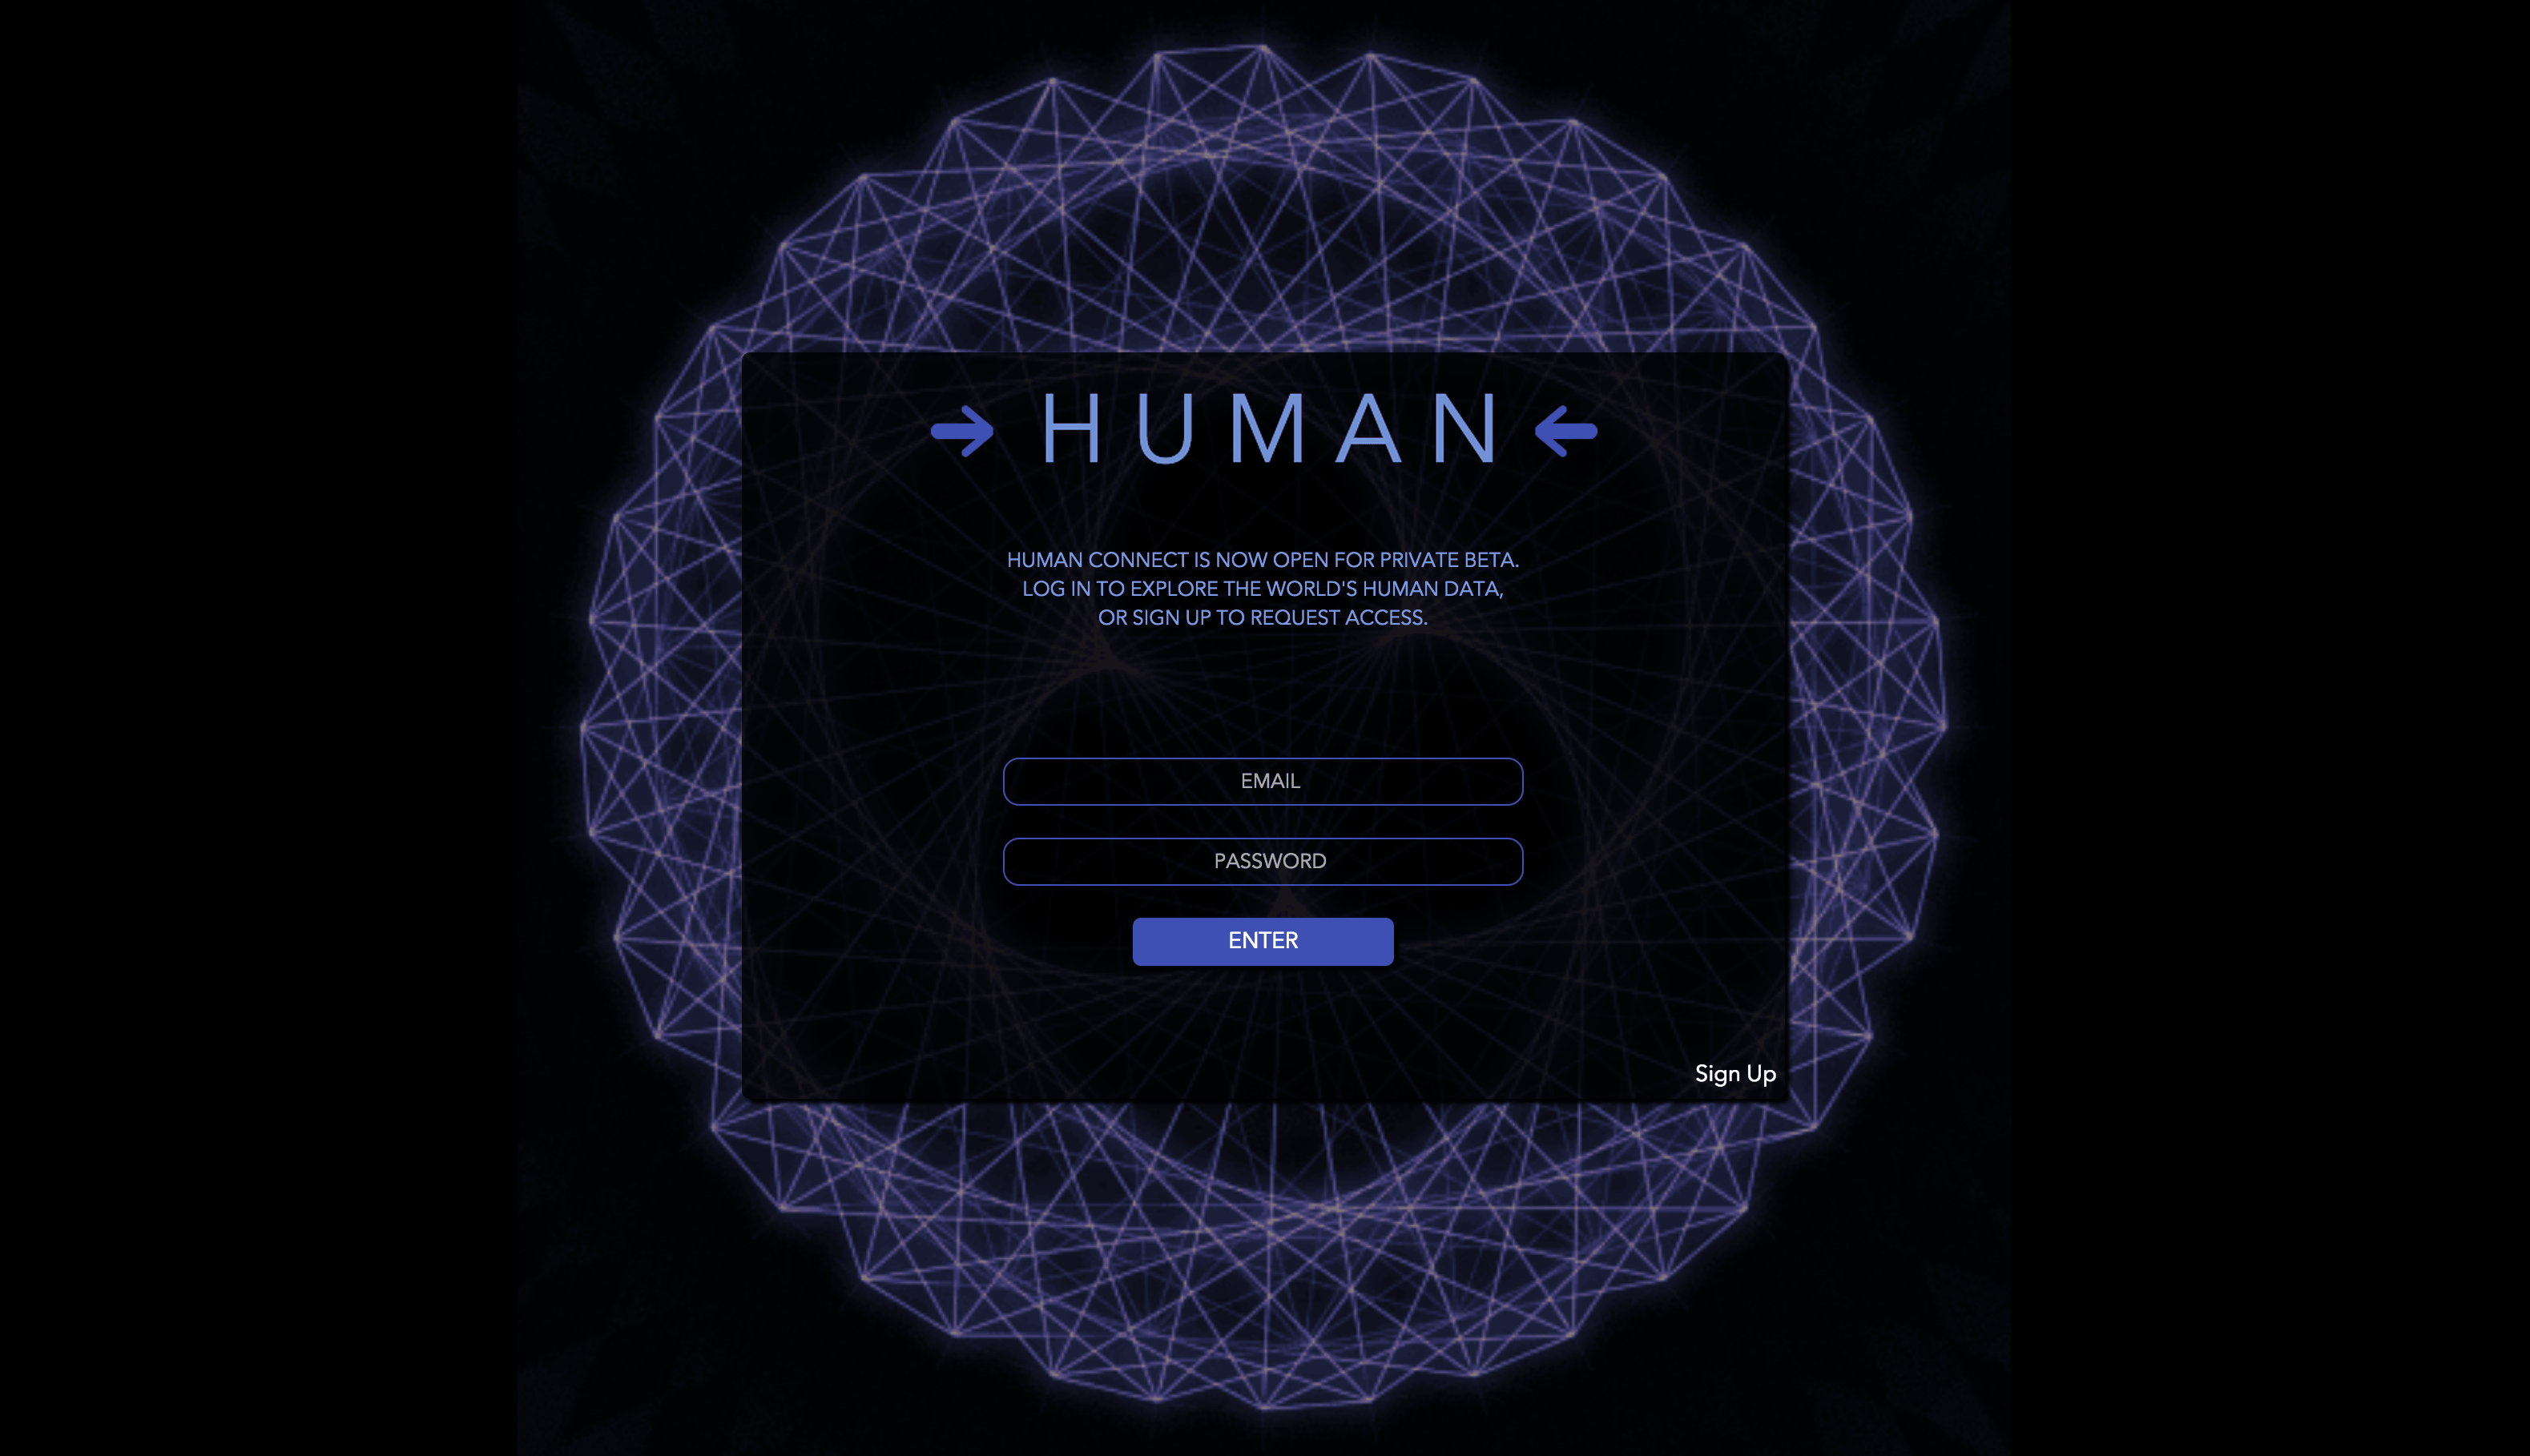 HUMAN
HUMAN CONNECT IS NOW OPEN FOR PRIVATE BETA.
LOG IN TO EXPLORE THE WORLD'S HUMAN DATA,
OR SIGN UP TO REQUEST ACCESS.
EMAIL
PASSWORD
ENTER
Sign Up